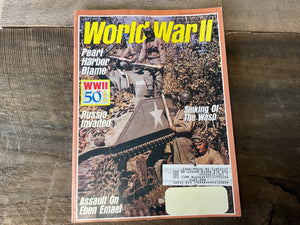 World War II
Pearl
Harbor
Blame
WWII
50
Russia
Invaded
Sinking Of
The Wasp
Assault On
Eben Emael